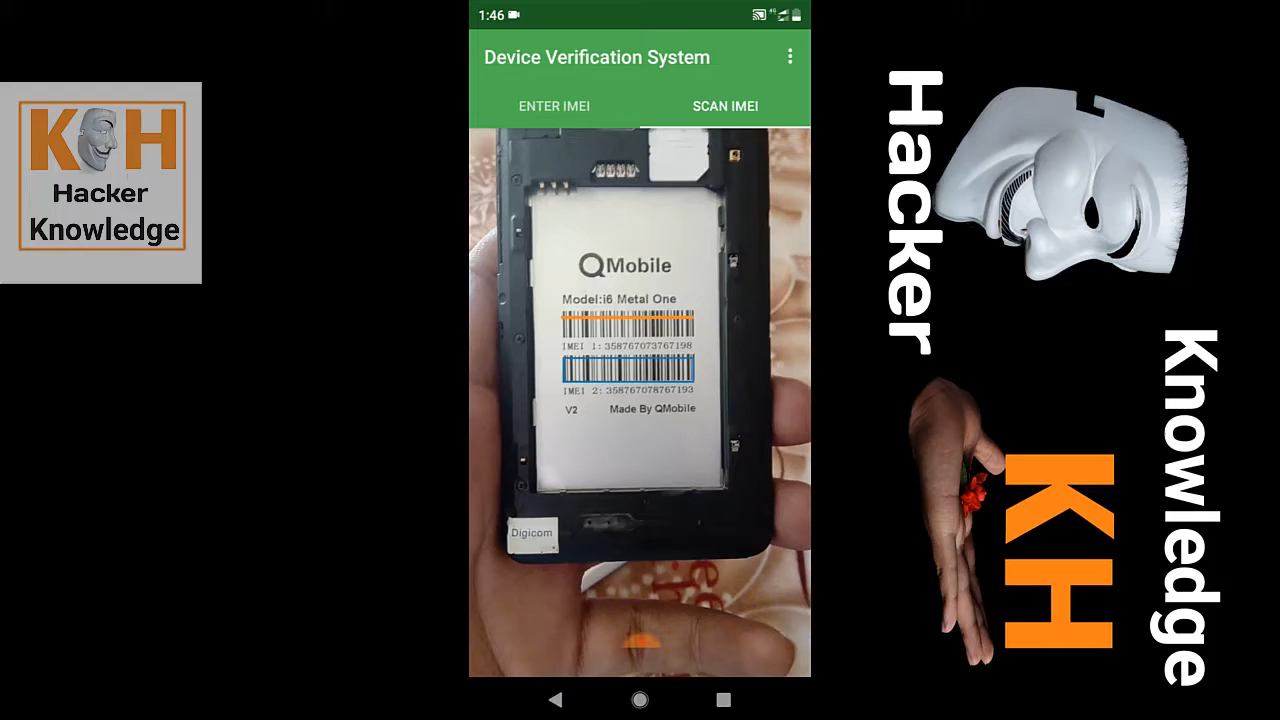 1:46
4G
Device Verification System
ENTER IMEI
SCAN IMEI
KH
Hacker
Knowledge
QMobile
Model:i6 Metal One
IMEI 1: 358767073767198
IMEI 2: 358767078767193
V2 Made By QMobile
Digicom
Hacker
Knowledge
KH